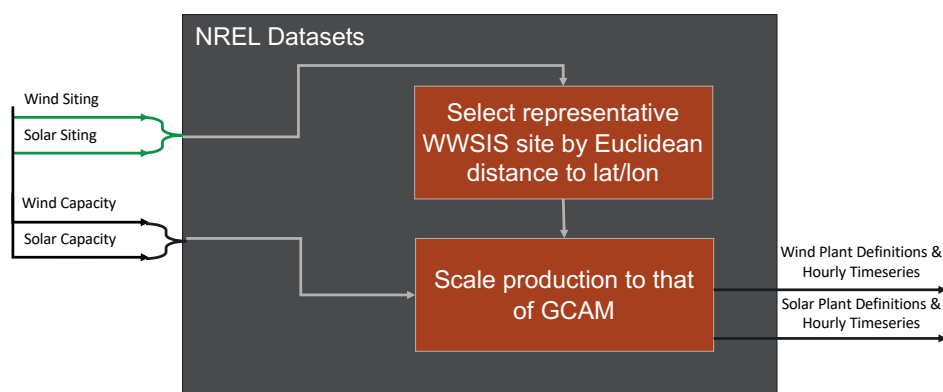 NREL Datasets
Wind Siting
Solar Siting
Select representative
WWSIS site by Euclidean
distance to lat/lon
Wind Capacity
Solar Capacity
Scale production to that
of GCAM
Wind Plant Definitions &
Hourly Timeseries
Solar Plant Definitions &
Hourly Timeseries